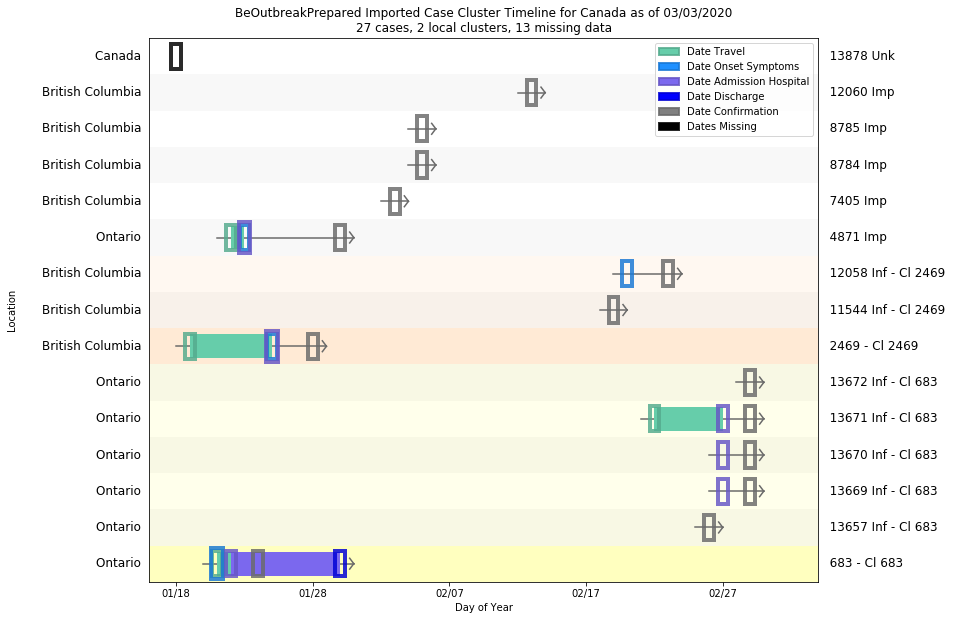 BeOutbreakPrepared Imported Case Cluster Timeline for Canada as of 03/03/2020
27 cases, 2 local clusters, 13 missing data
Date Travel
Date Onset Symptoms
Date Admission Hospital
Date Discharge
Date Confirmation
Dates Missing
Canada 13878 Unk
British Columbia 12060 Imp
British Columbia 8785 Imp
British Columbia 8784 Imp
British Columbia 7405 Imp
Ontario 4871 Imp
British Columbia 12058 Inf - Cl 2469
British Columbia 11544 Inf - Cl 2469
British Columbia 2469 - Cl 2469
Ontario 13672 Inf - Cl 683
Ontario 13671 Inf - Cl 683
Ontario 13670 Inf - Cl 683
Ontario 13669 Inf - Cl 683
Ontario 13657 Inf - Cl 683
Ontario 683 - Cl 683
Location
01/18 01/28 02/07 02/17 02/27
Day of Year